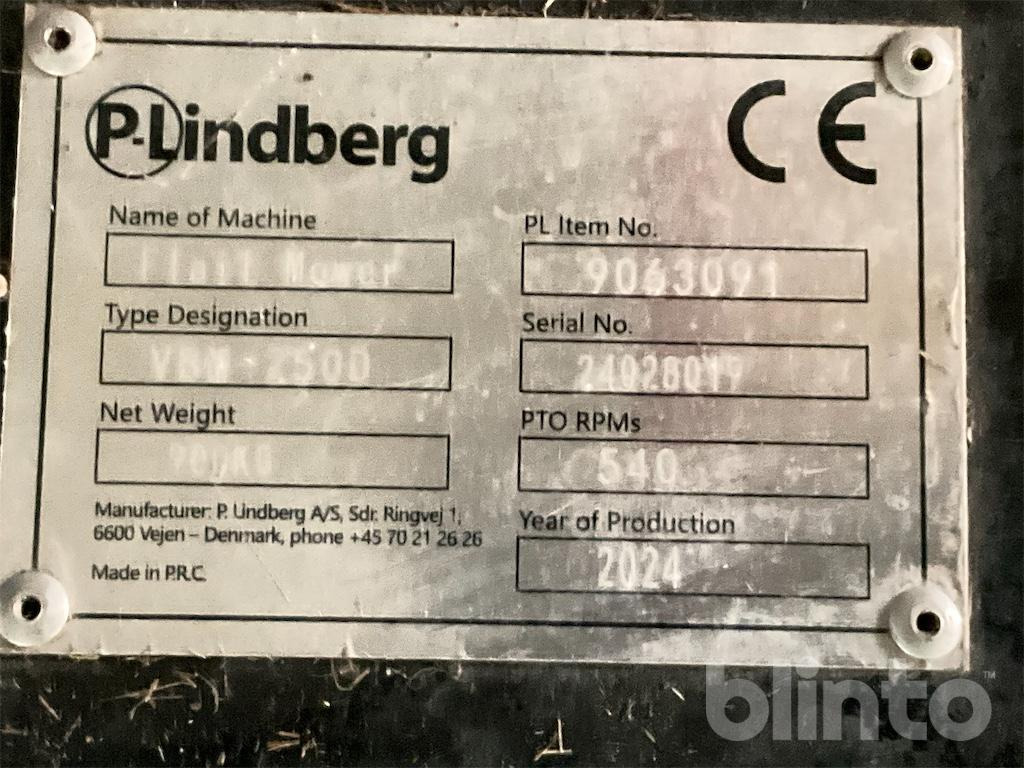 P-Lindberg
CE
Name of Machine
Flail Mower
PL Item No.
9063091
Type Designation
2500
Serial No.
Net Weight
PTO RPMs
540
Manufacturer: P. Lindberg A/S, Sdr. Ringvej 1,
6600 Vejen – Denmark, phone +45 70 21 26 26
Made in P.R.C.
Year of Production
2024
blinto
TM